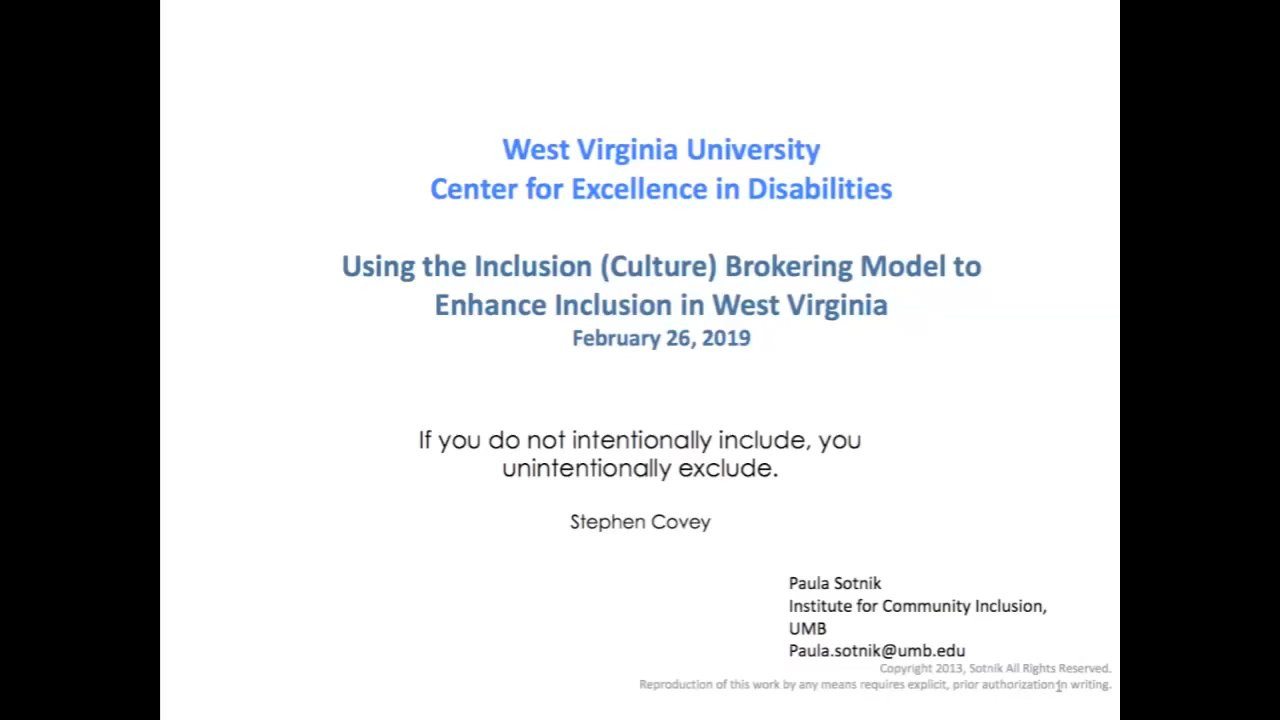 West Virginia University
Center for Excellence in Disabilities
Using the Inclusion (Culture) Brokering Model to
Enhance Inclusion in West Virginia
February 26, 2019
If you do not intentionally include, you
unintentionally exclude.
Stephen Covey
Paula Sotnik
Institute for Community Inclusion,
UMB
Paula.sotnik@umb.edu
Copyright 2013, Sotnik All Rights Reserved.
Reproduction of this work by any means requires explicit, prior authorization in writing.
1